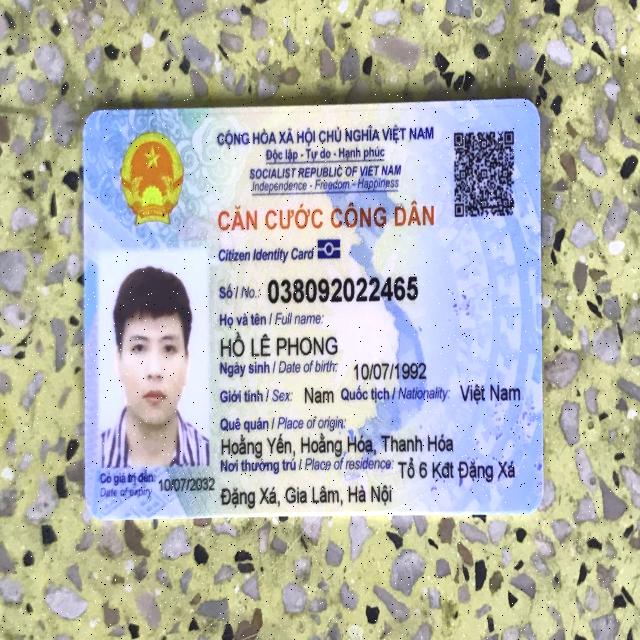 CỘNG HÒA XÃ HỘI CHỦ NGHĨA VIỆT NAM
Độc lập - Tự do - Hạnh phúc
SOCIALIST REPUBLIC OF VIET NAM
Independence - Freedom - Happiness
CĂN CƯỚC CÔNG DÂN
Citizen Identity Card
Số / No.: 038092022465
Họ và tên / Full name:
HỒ LÊ PHONG
Ngày sinh / Date of birth: 10/07/1992
Giới tính / Sex: Nam Quốc tịch / Nationality: Việt Nam
Quê quán / Place of origin:
Hoằng Yến, Hoằng Hóa, Thanh Hóa
Nơi thường trú / Place of residence: Tổ 6 Kđt Đặng Xá
Đặng Xá, Gia Lâm, Hà Nội
Có giá trị đến: 10/07/2032
Date of expiry